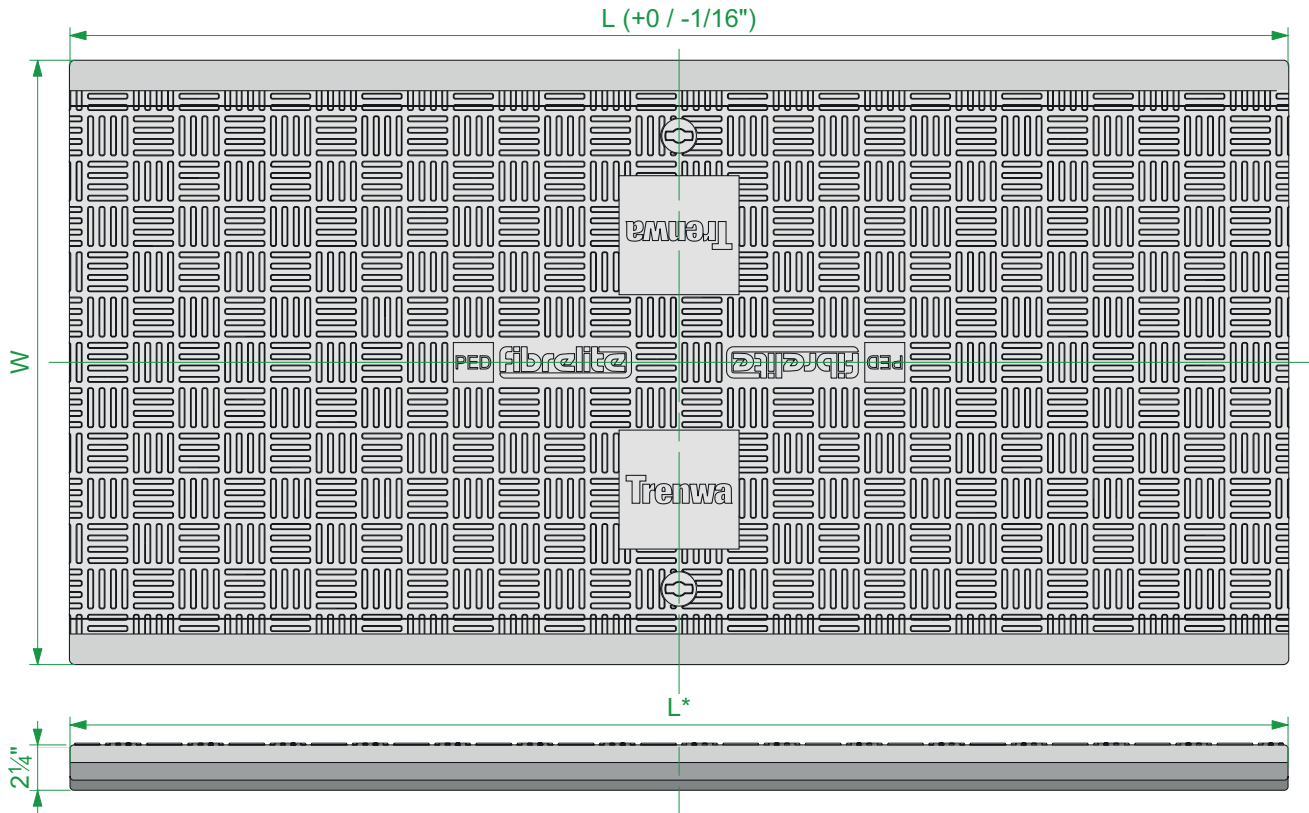 L (+0 / -1/16")
W
Trenwa
PED fibrelite
fibrelite PED
Trenwa
L*
2¼"